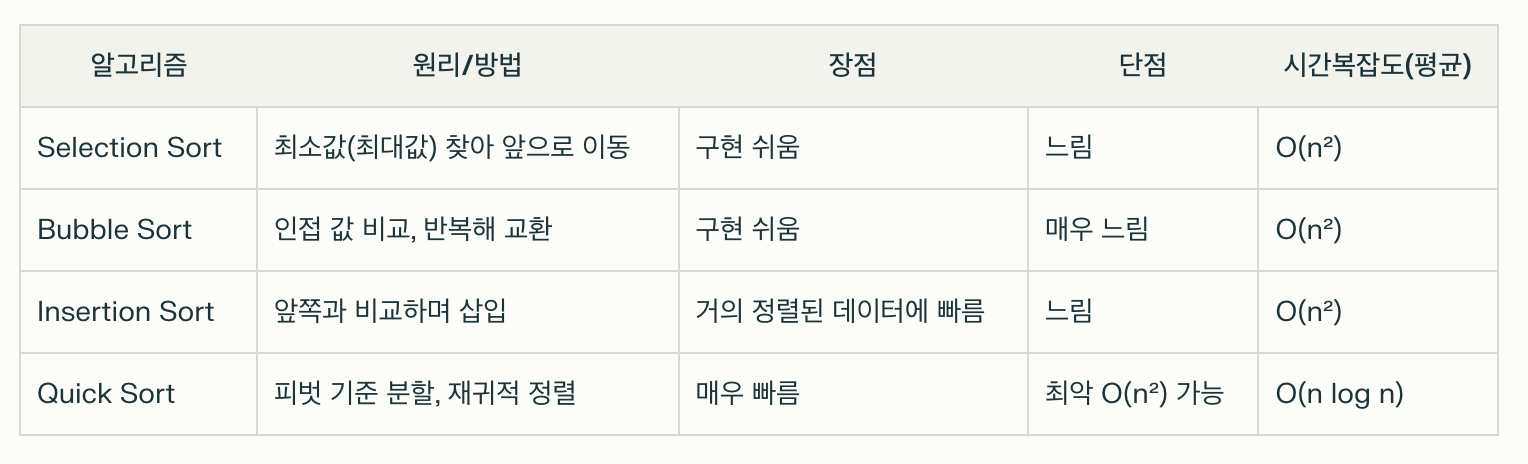 알고리즘 원리/방법 장점 단점 시간복잡도(평균)
Selection Sort 최소값(최대값) 찾아 앞으로 이동 구현 쉬움 느림 O(n²)
Bubble Sort 인접 값 비교, 반복해 교환 구현 쉬움 매우 느림 O(n²)
Insertion Sort 앞쪽과 비교하며 삽입 거의 정렬된 데이터에 빠름 느림 O(n²)
Quick Sort 피벗 기준 분할, 재귀적 정렬 매우 빠름 최악 O(n²) 가능 O(n log n)